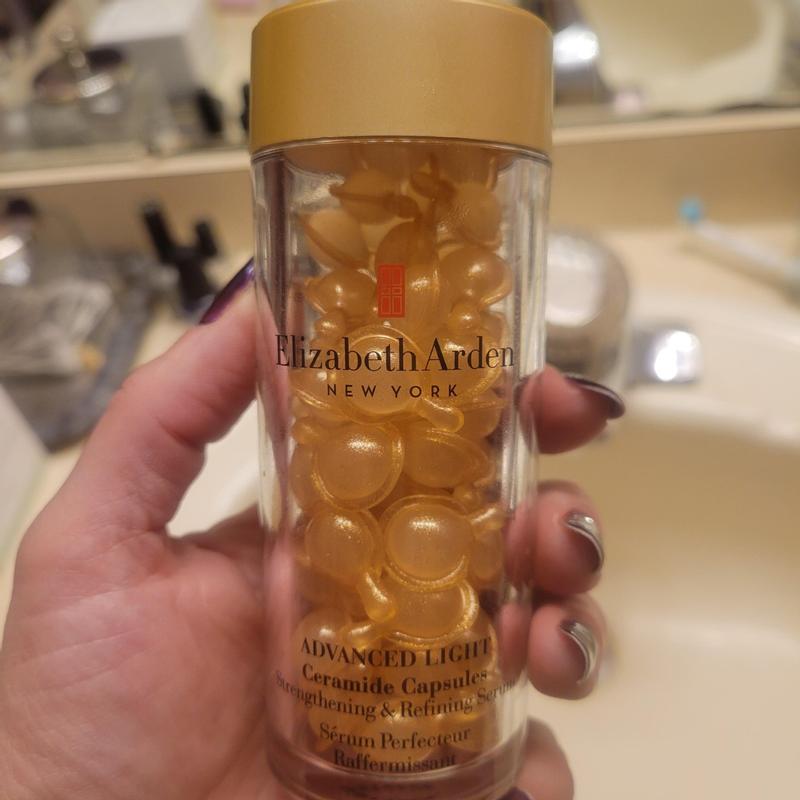 Elizabeth Arden
NEW YORK
ADVANCED LIGHT
Ceramide Capsules
Strengthening & Refining Serum
Sérum Perfecteur
Raffermissant